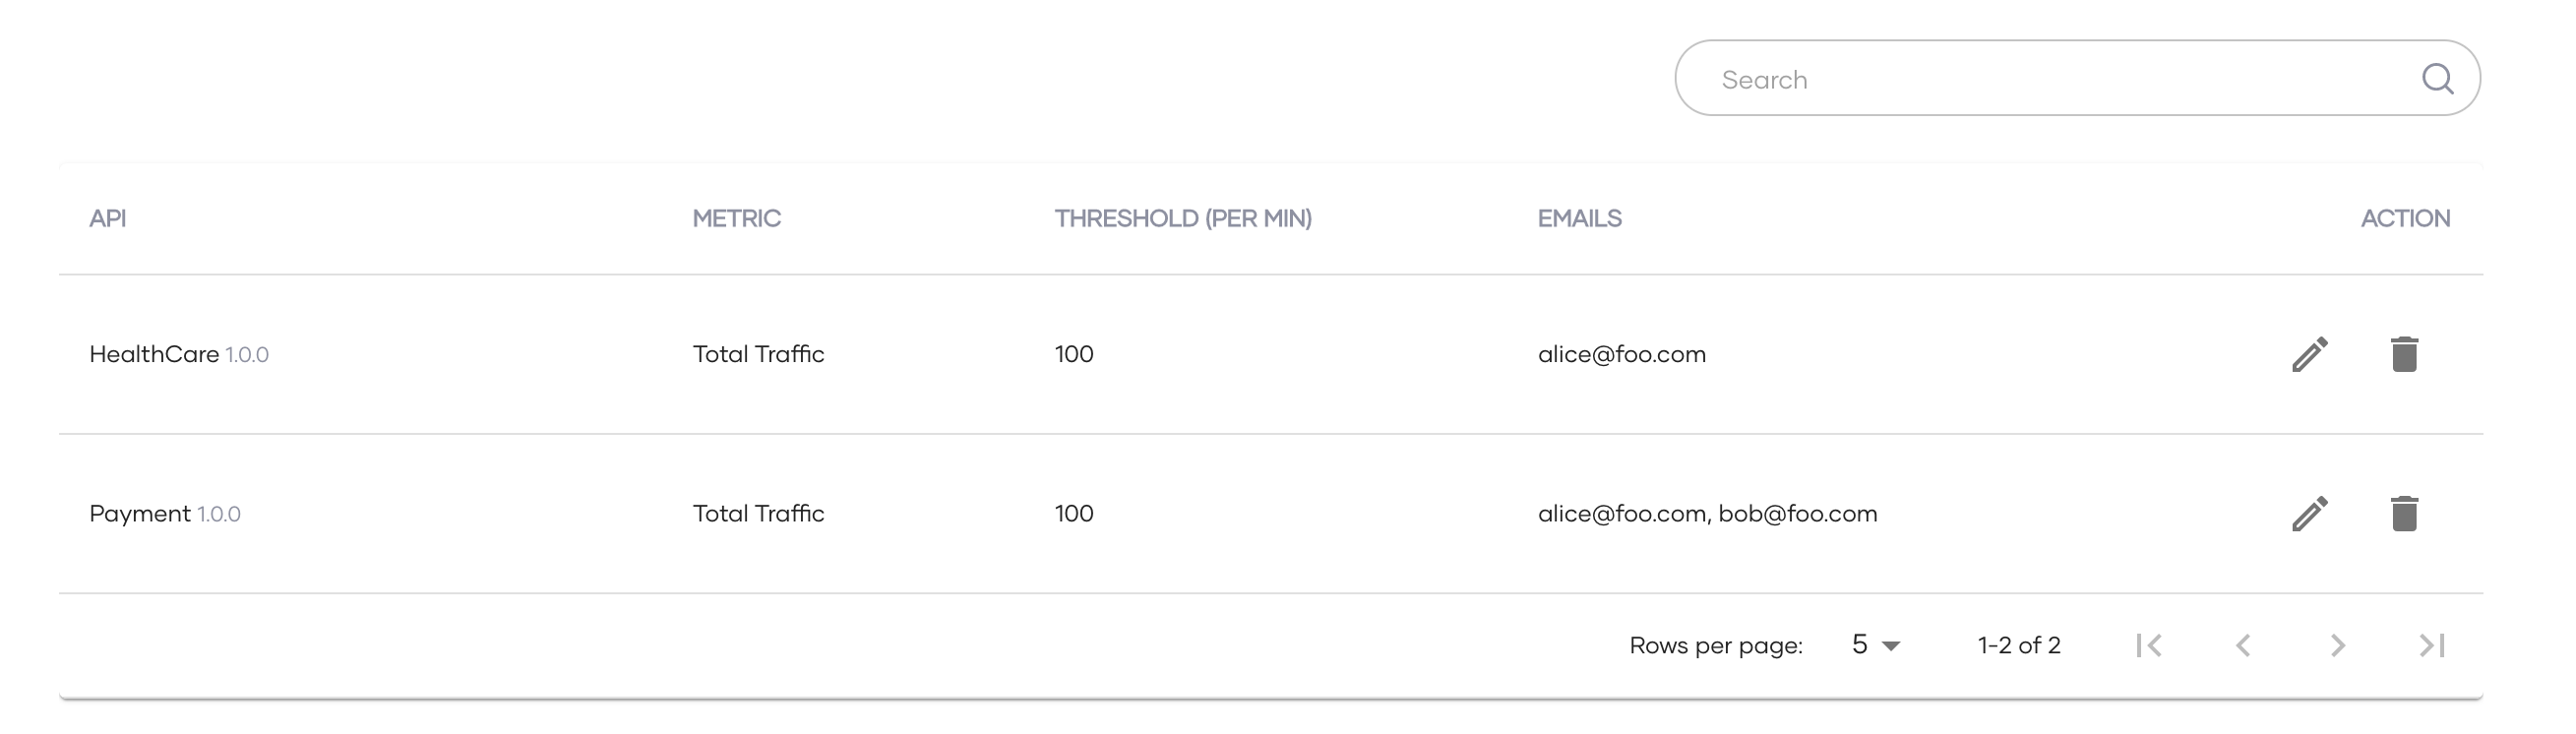 Search
API METRIC THRESHOLD (PER MIN) EMAILS ACTION
HealthCare 1.0.0 Total Traffic 100 alice@foo.com
Payment 1.0.0 Total Traffic 100 alice@foo.com, bob@foo.com
Rows per page: 5 1-2 of 2